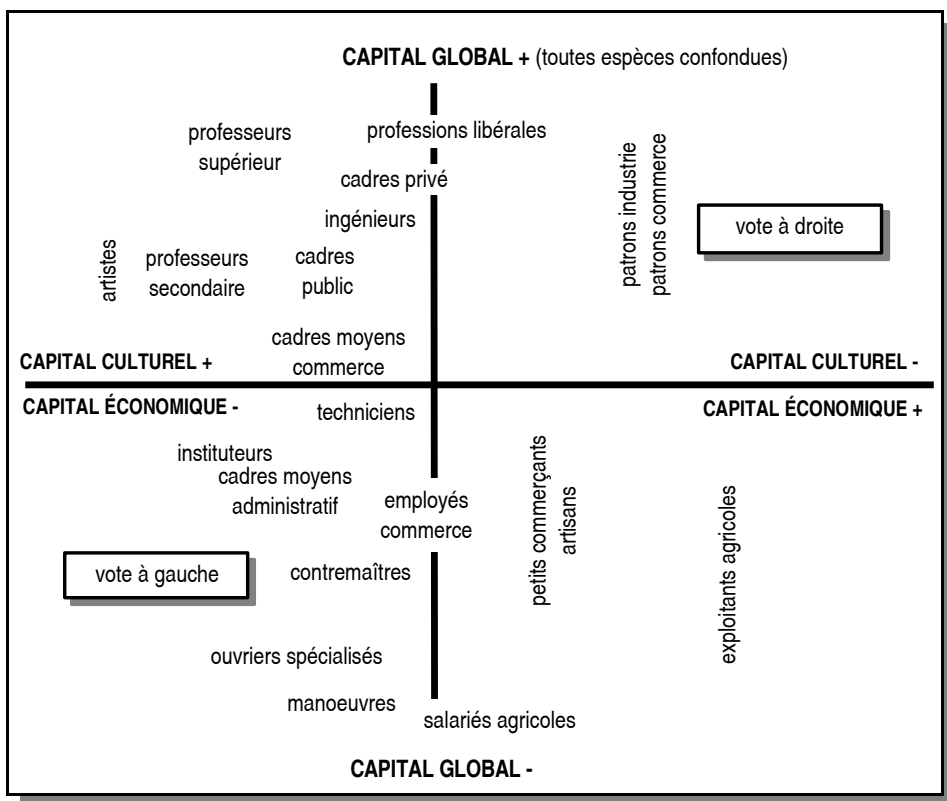 CAPITAL GLOBAL + (toutes espèces confondues)
professeurs
supérieur
professions libérales
cadres privé
ingénieurs
patrons industrie
patrons commerce
vote à droite
artistes
professeurs
secondaire
cadres
public
cadres moyens
commerce
CAPITAL CULTUREL +
CAPITAL CULTUREL -
CAPITAL ÉCONOMIQUE -
CAPITAL ÉCONOMIQUE +
techniciens
instituteurs
cadres moyens
administratif
employés
commerce
petits commerçants
artisans
exploitants agricoles
vote à gauche
contremaîtres
ouvriers spécialisés
manoeuvres
salariés agricoles
CAPITAL GLOBAL -